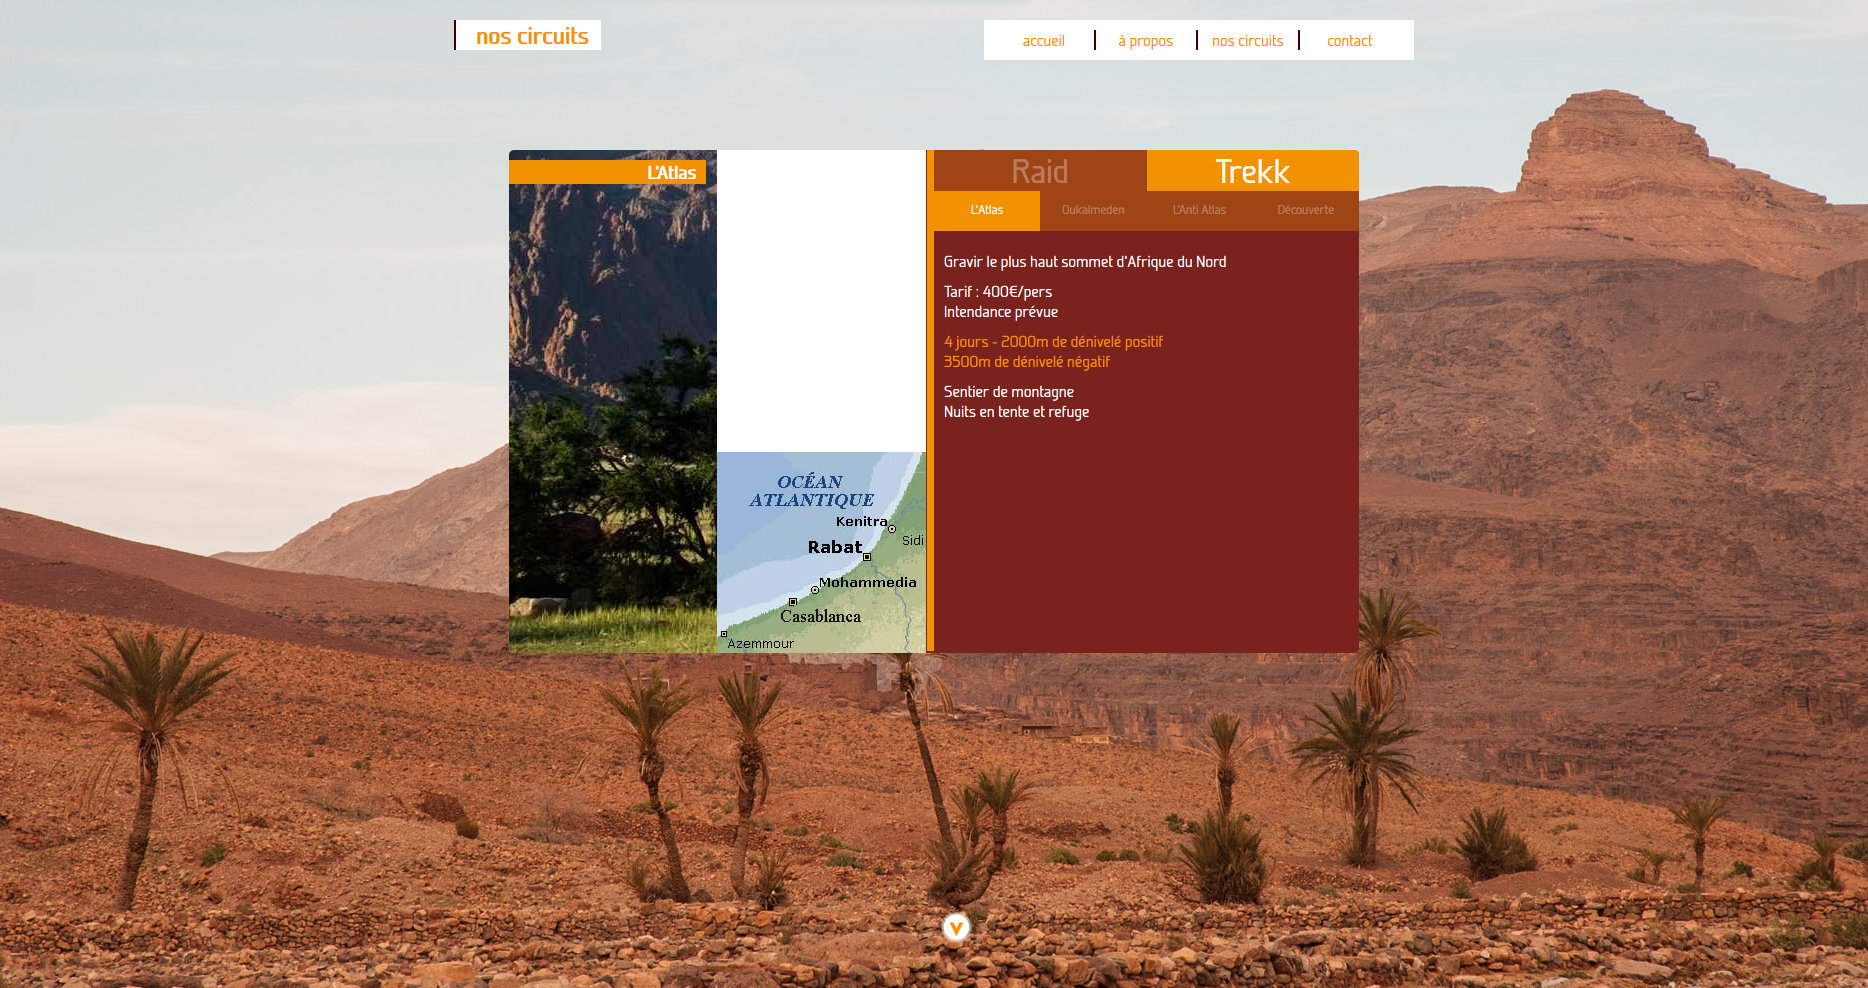 nos circuits
accueil
à propos
nos circuits
contact
L'Atlas
Raid
Trekk
L'Atlas
Oukaimeden
L'Anti Atlas
Découverte
Gravir le plus haut sommet d'Afrique du Nord
Tarif : 400€/pers
Intendance prévue
4 jours - 2000m de dénivelé positif
3500m de dénivelé négatif
Sentier de montagne
Nuits en tente et refuge
OCÉAN
ATLANTIQUE
Kenitra
Sidi
Rabat
Mohammedia
Casablanca
Azemmour